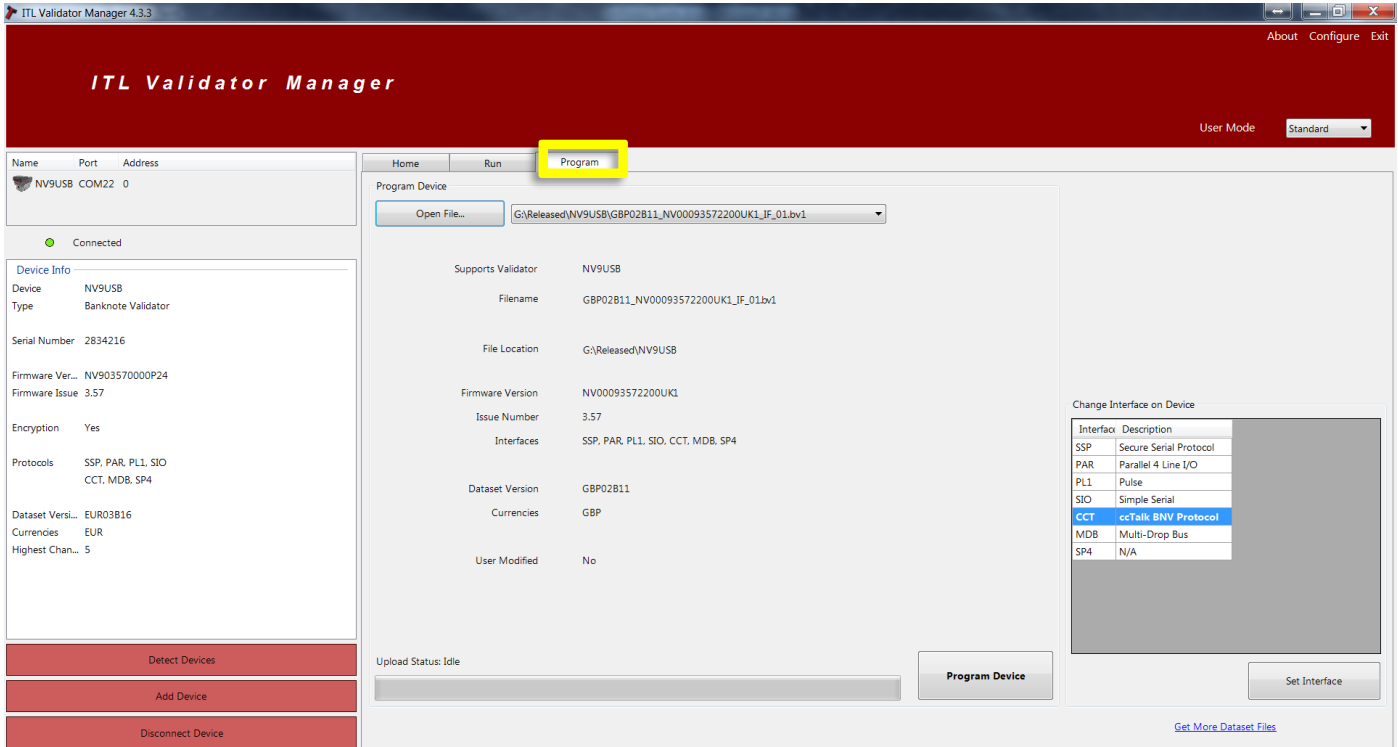 ITL Validator Manager 4.3.3
About Configure Exit
ITL Validator Manager
User Mode Standard
Name Port Address
NV9USB COM22 0
Connected
Device Info
Device NV9USB
Type Banknote Validator
Serial Number 2834216
Firmware Ver... NV903570000P24
Firmware Issue 3.57
Encryption Yes
Protocols SSP, PAR, PL1, SIO
CCT, MDB, SP4
Dataset Versi... EUR03B16
Currencies EUR
Highest Chan... 5
Detect Devices
Add Device
Disconnect Device
Home Run Program
Program Device
Open File... G:\Released\NV9USB\GBP02B11_NV00093572200UK1_IF_01.bv1
Supports Validator NV9USB
Filename GBP02B11_NV00093572200UK1_IF_01.bv1
File Location G:\Released\NV9USB
Firmware Version NV00093572200UK1
Issue Number 3.57
Interfaces SSP, PAR, PL1, SIO, CCT, MDB, SP4
Dataset Version GBP02B11
Currencies GBP
User Modified No
Upload Status: Idle
Program Device
Change Interface on Device
Interfac Description
SSP Secure Serial Protocol
PAR Parallel 4 Line I/O
PL1 Pulse
SIO Simple Serial
CCT ccTalk BNV Protocol
MDB Multi-Drop Bus
SP4 N/A
Set Interface
Get More Dataset Files